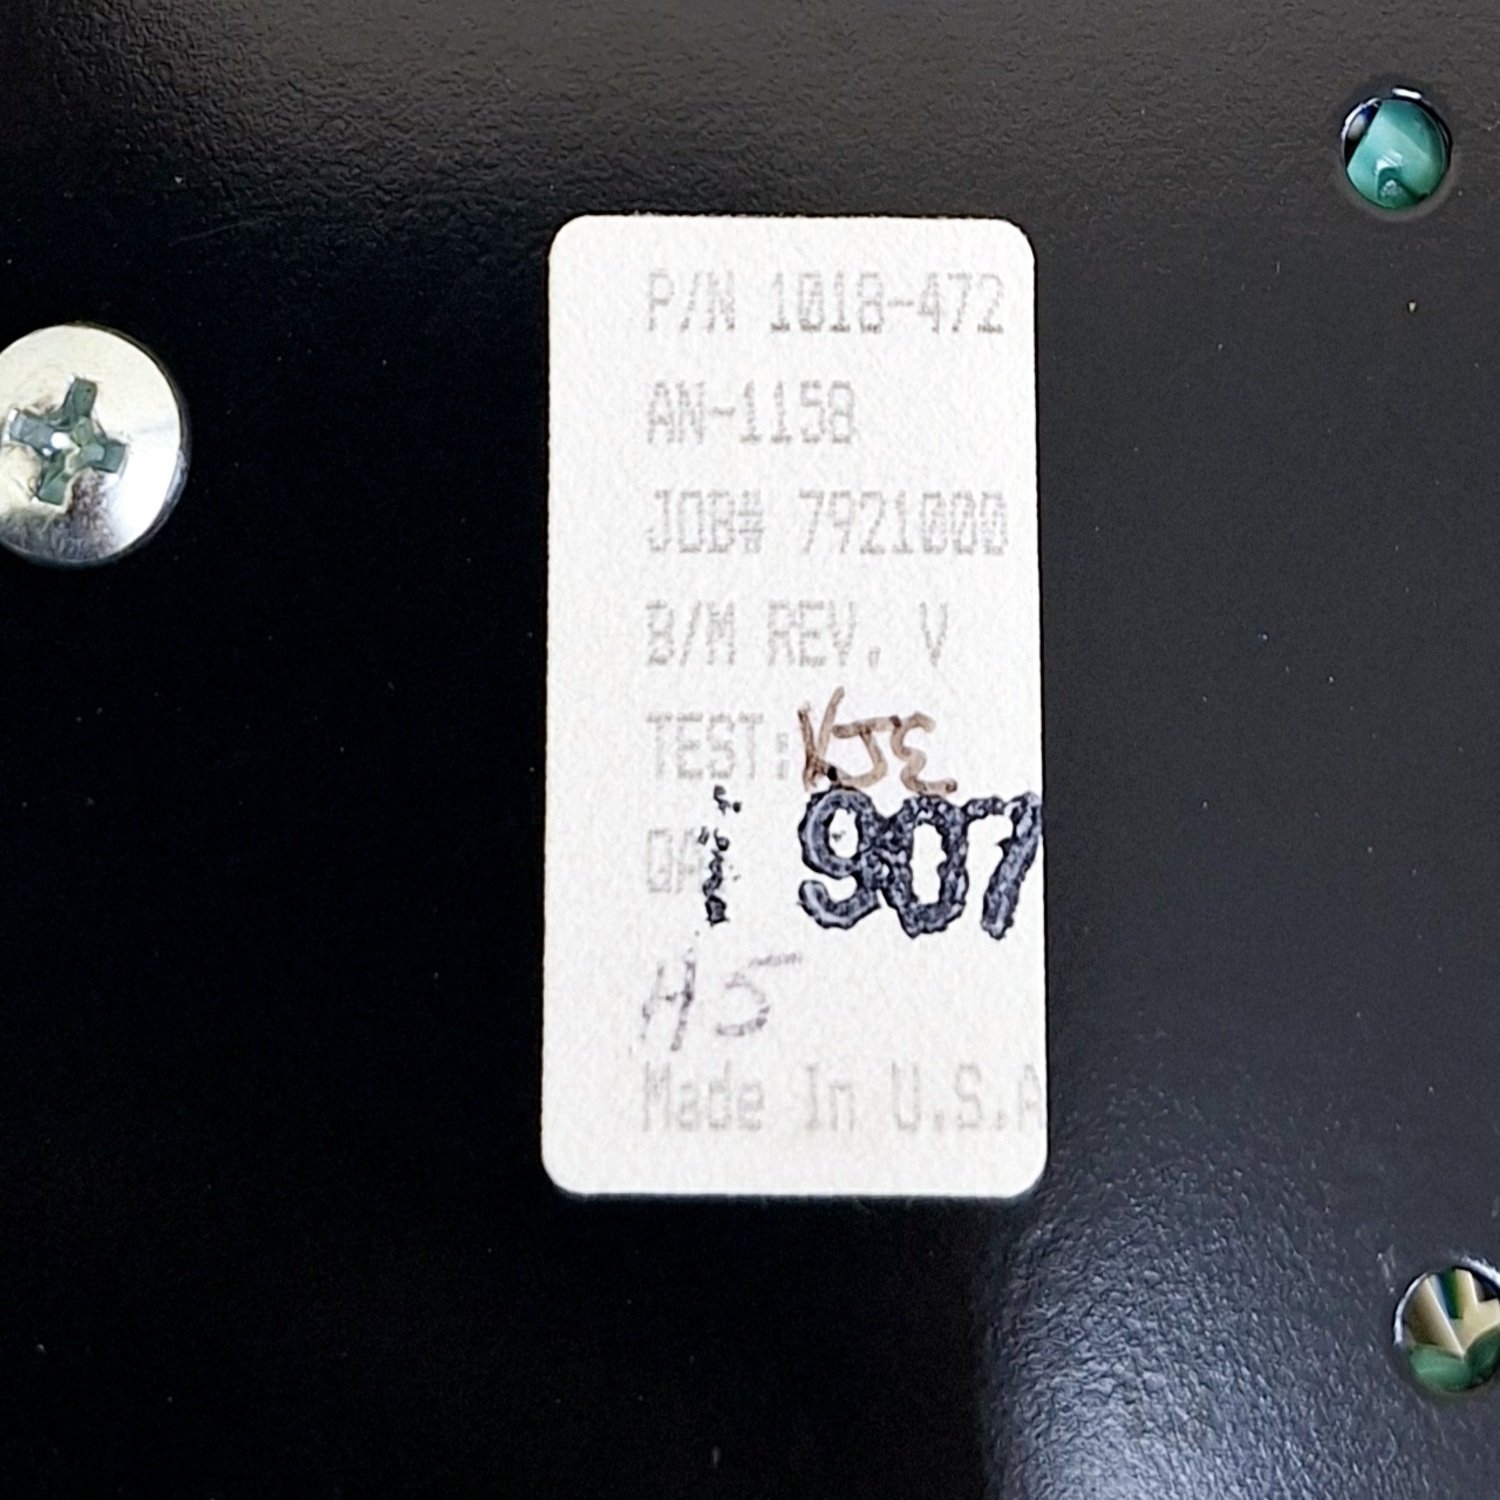 P/N 1018-472
AN-1158
JOB# 7921000
B/M REV. V
TEST: KJE
QA: 907
H5
Made In U.S.A